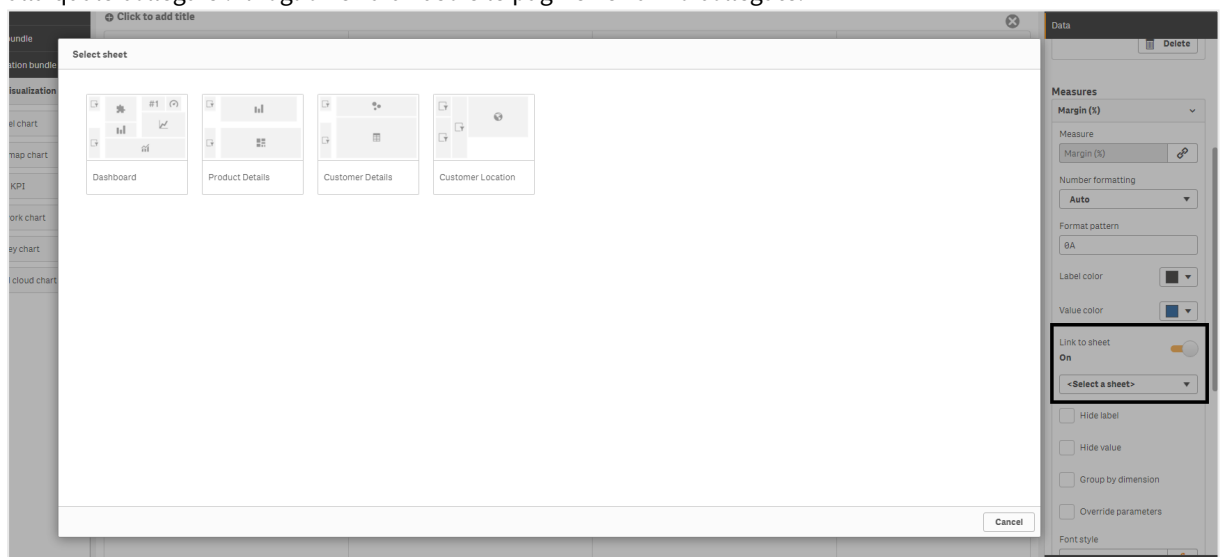 Click to add title
Data
undle
Delete
ation bundle
Select sheet
isualization
Measures
#1
Margin (%)
el chart
Measure
map chart
Margin (%)
Dashboard
Product Details
Customer Details
Customer Location
KPI
Number formatting
Auto
ork chart
Format pattern
0A
ey chart
Label color
l cloud chart
Value color
Link to sheet
On
<Select a sheet>
Hide label
Hide value
Group by dimension
Override parameters
Cancel
Font style